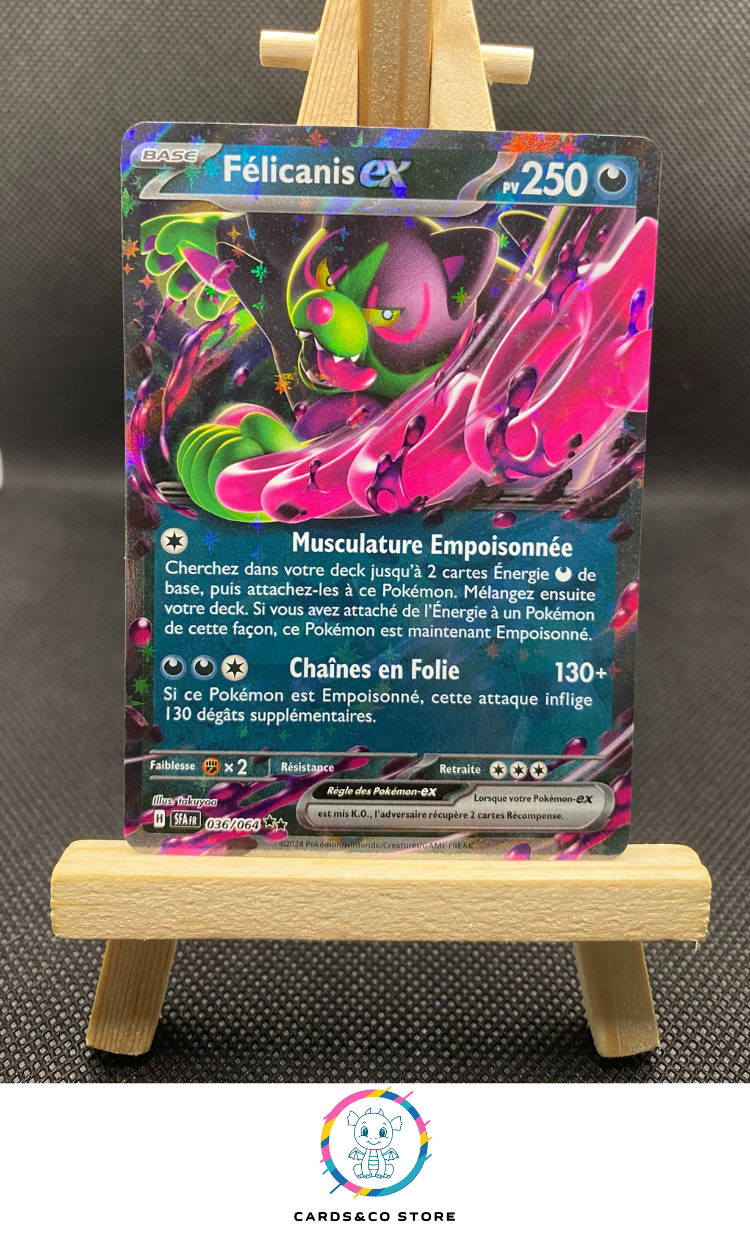 BASE Félicanis ex PV 250
Musculature Empoisonnée
Cherchez dans votre deck jusqu'à 2 cartes Énergie de
base, puis attachez-les à ce Pokémon. Mélangez ensuite
votre deck. Si vous avez attaché de l'Énergie à un Pokémon
de cette façon, ce Pokémon est maintenant Empoisonné.
Chaînes en Folie 130+
Si ce Pokémon est Empoisonné, cette attaque inflige
130 dégâts supplémentaires.
Faiblesse ×2 Résistance Retraite
Règle des Pokémon-ex Lorsque votre Pokémon-ex
est mis K.O., l'adversaire récupère 2 cartes Récompense.
Illus. takuyoa
H SFA FR 036/064
©2024 Pokémon/Nintendo/Creatures/GAME FREAK
CARDS&CO STORE